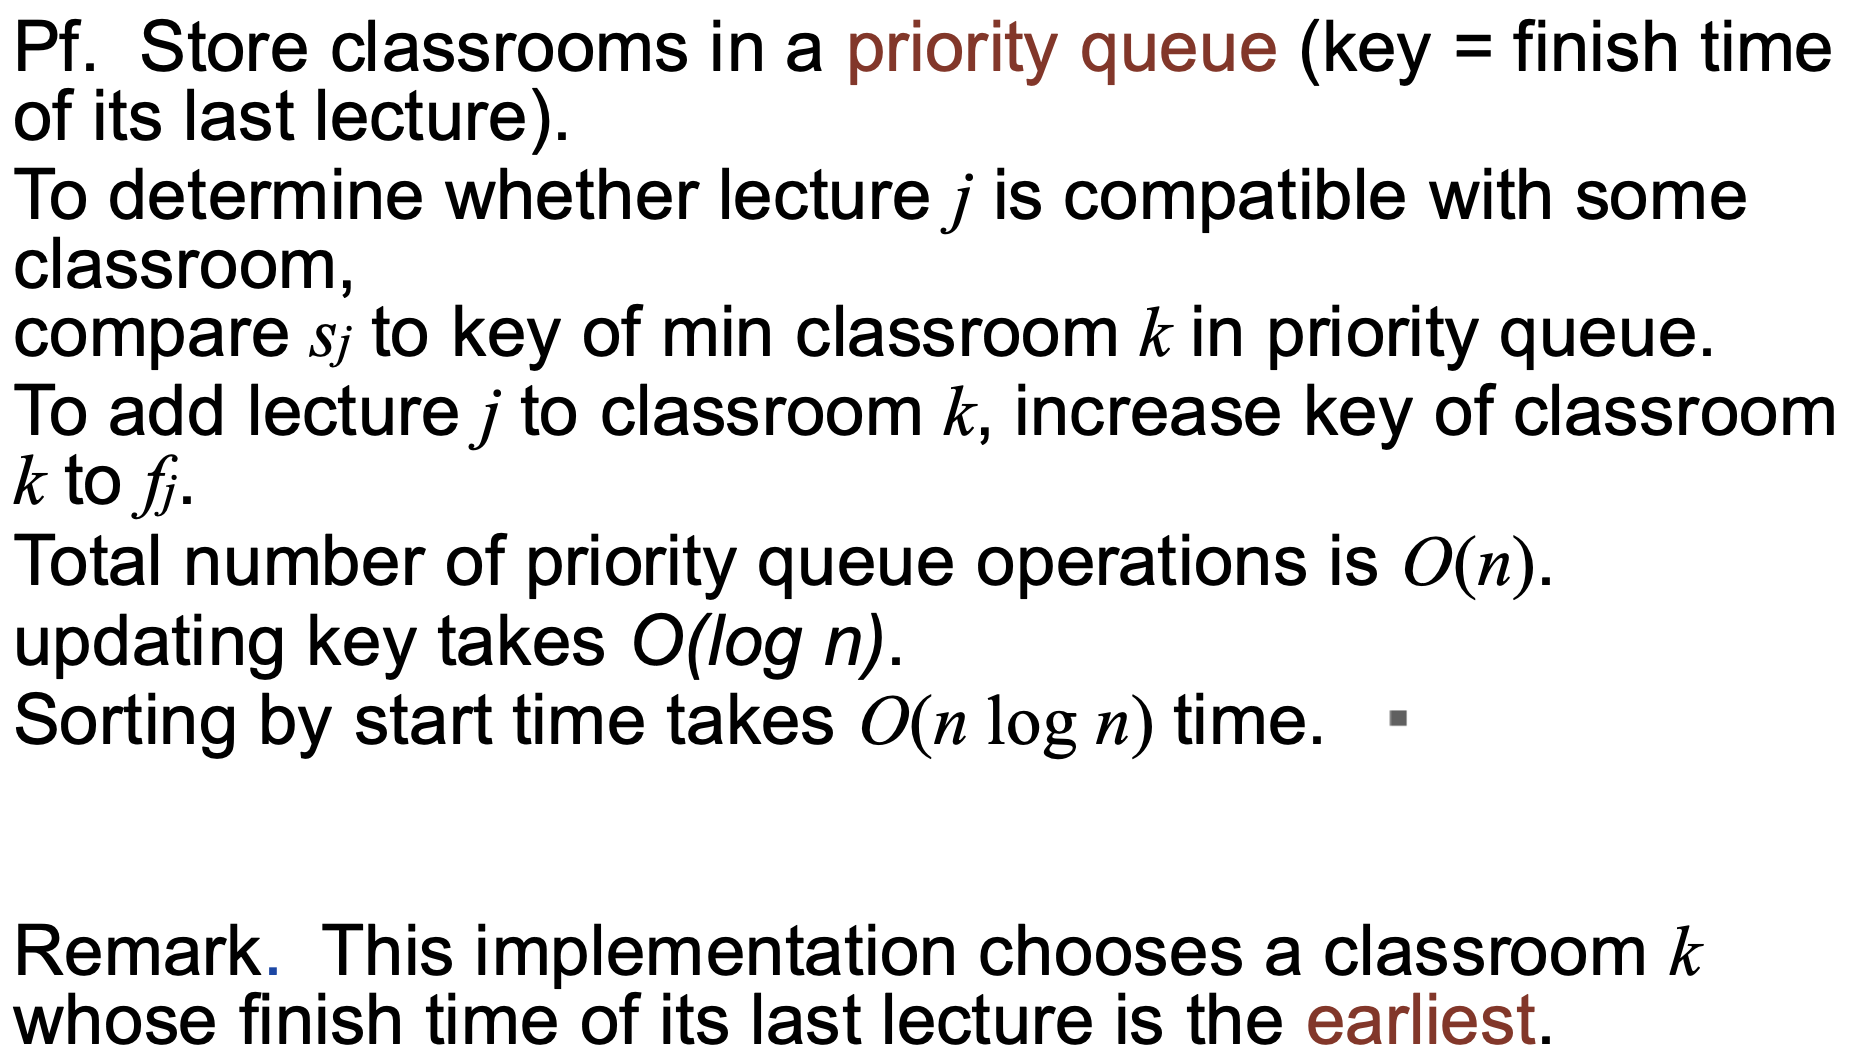 Pf. Store classrooms in a priority queue (key = finish time
of its last lecture).
To determine whether lecture j is compatible with some
classroom,
compare sj to key of min classroom k in priority queue.
To add lecture j to classroom k, increase key of classroom
k to fj.
Total number of priority queue operations is O(n).
updating key takes O(log n).
Sorting by start time takes O(n log n) time. ▪
Remark. This implementation chooses a classroom k
whose finish time of its last lecture is the earliest.